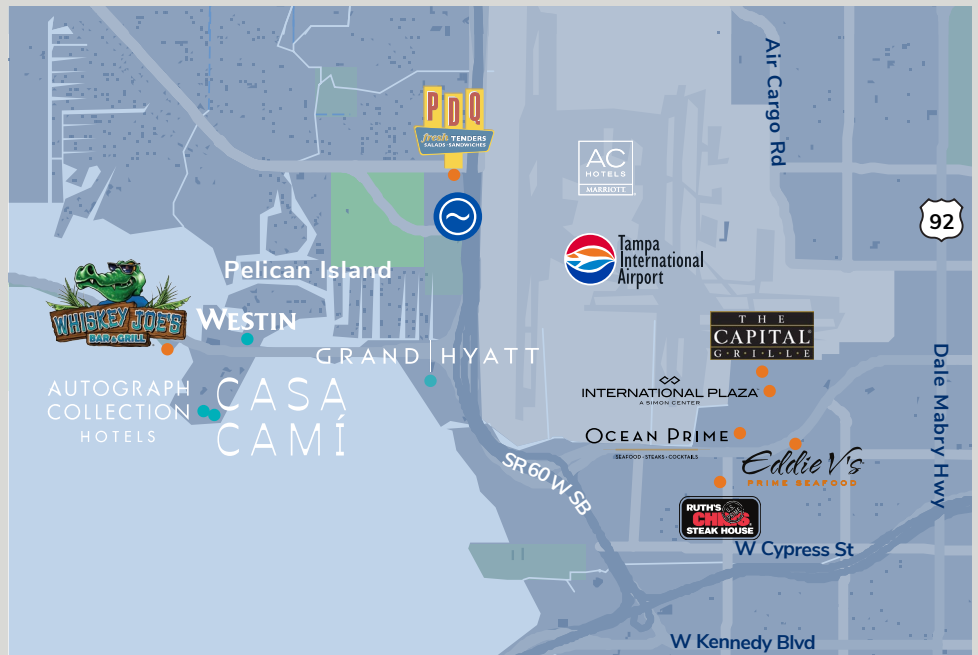 Air Cargo Rd
PDQ
fresh TENDERS
SALADS · SANDWICHES
AC
HOTELS
MARRIOTT
92
Tampa
International
Airport
Pelican Island
WHISKEY JOE'S
BAR & GRILL
WESTIN
THE
CAPITAL
GRILLE
GRAND HYATT
Dale Mabry Hwy
AUTOGRAPH
COLLECTION
HOTELS
CASA
CAMÍ
INTERNATIONAL PLAZA
A SIMON CENTER
OCEAN PRIME
SEAFOOD · STEAKS · COCKTAILS
Eddie V's
PRIME SEAFOOD
SR 60 W SB
RUTH'S
CHRIS
STEAK HOUSE
W Cypress St
W Kennedy Blvd